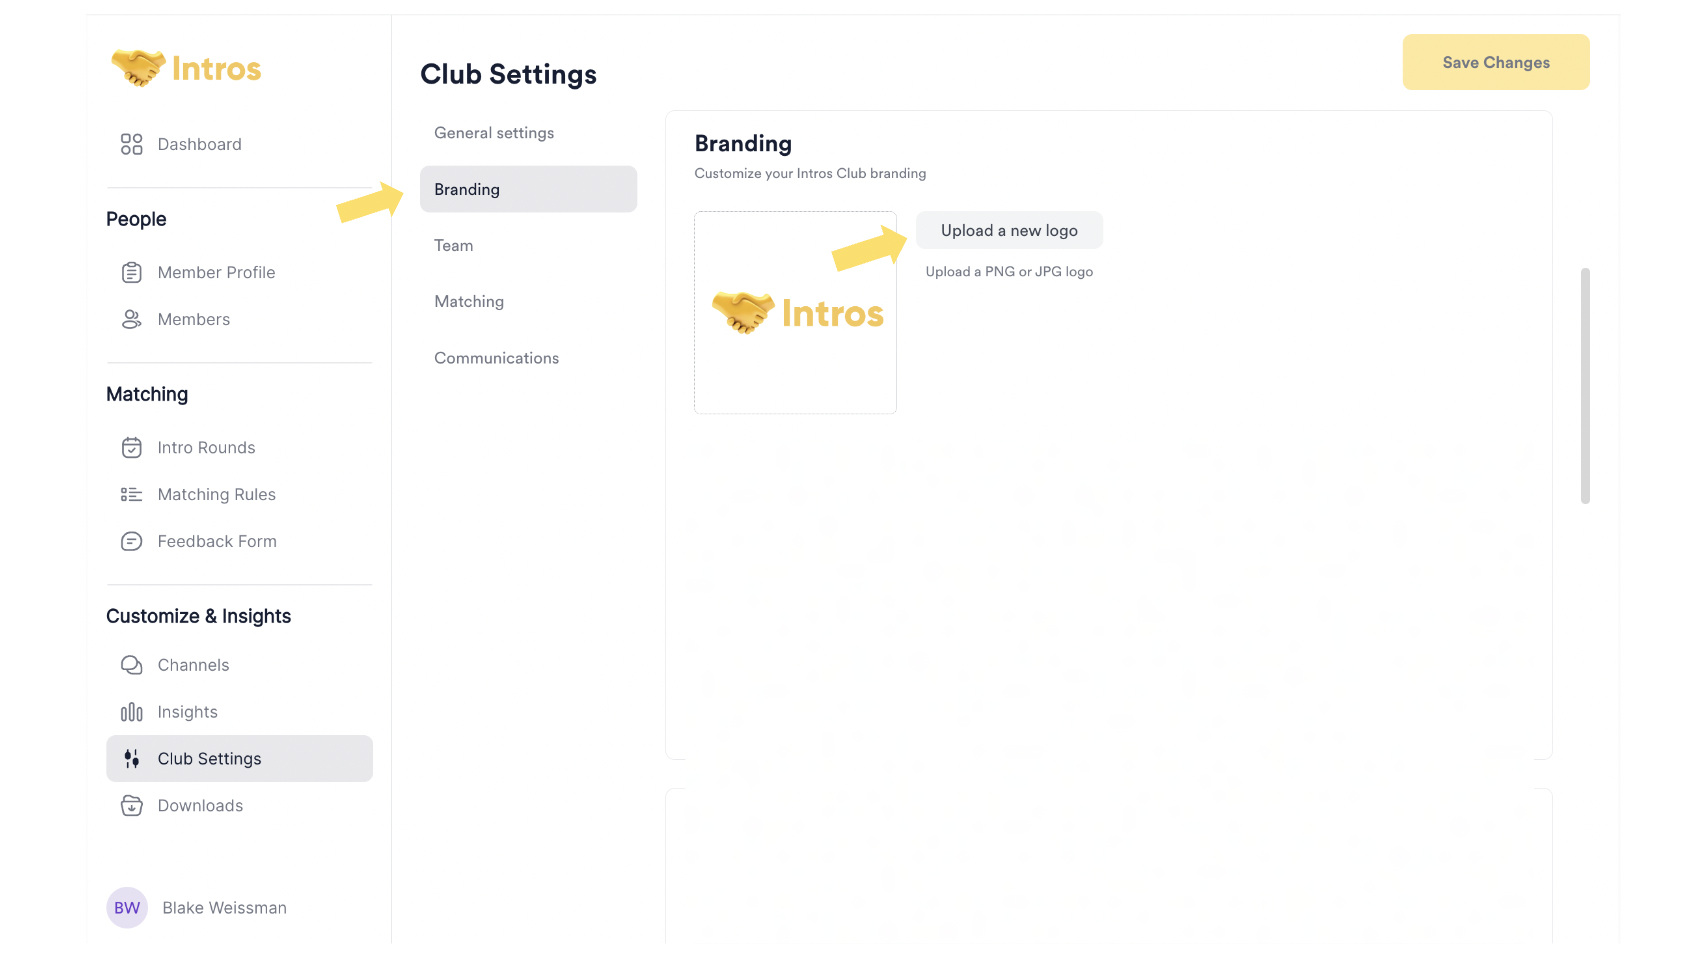 Intros
Dashboard
People
Member Profile
Members
Matching
Intro Rounds
Matching Rules
Feedback Form
Customize & Insights
Channels
Insights
Club Settings
Downloads
BW
Blake Weissman
Club Settings
Save Changes
General settings
Branding
Team
Matching
Communications
Branding
Customize your Intros Club branding
Intros
Upload a new logo
Upload a PNG or JPG logo